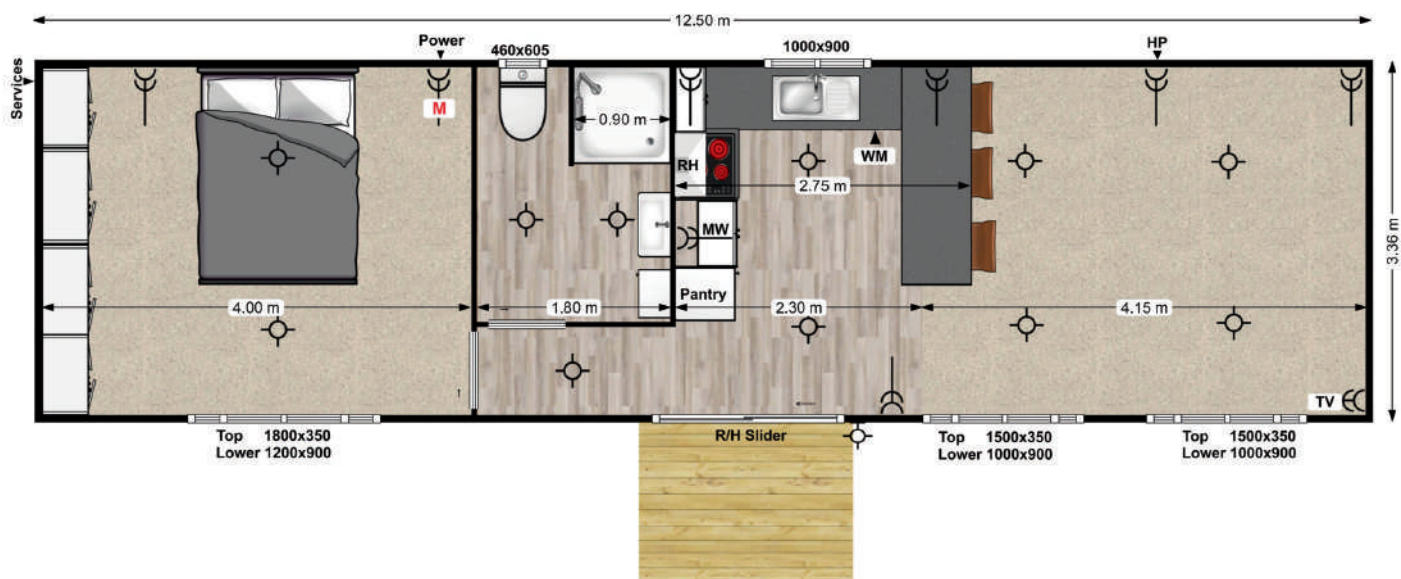 12.50 m
Power
HP
460x605
1000x900
Services
M
0.90 m
RH
WM
2.75 m
MW
3.36 m
Pantry
4.00 m
1.80 m
2.30 m
4.15 m
TV
Top 1800x350
Lower 1200x900
R/H Slider
Top 1500x350
Lower 1000x900
Top 1500x350
Lower 1000x900